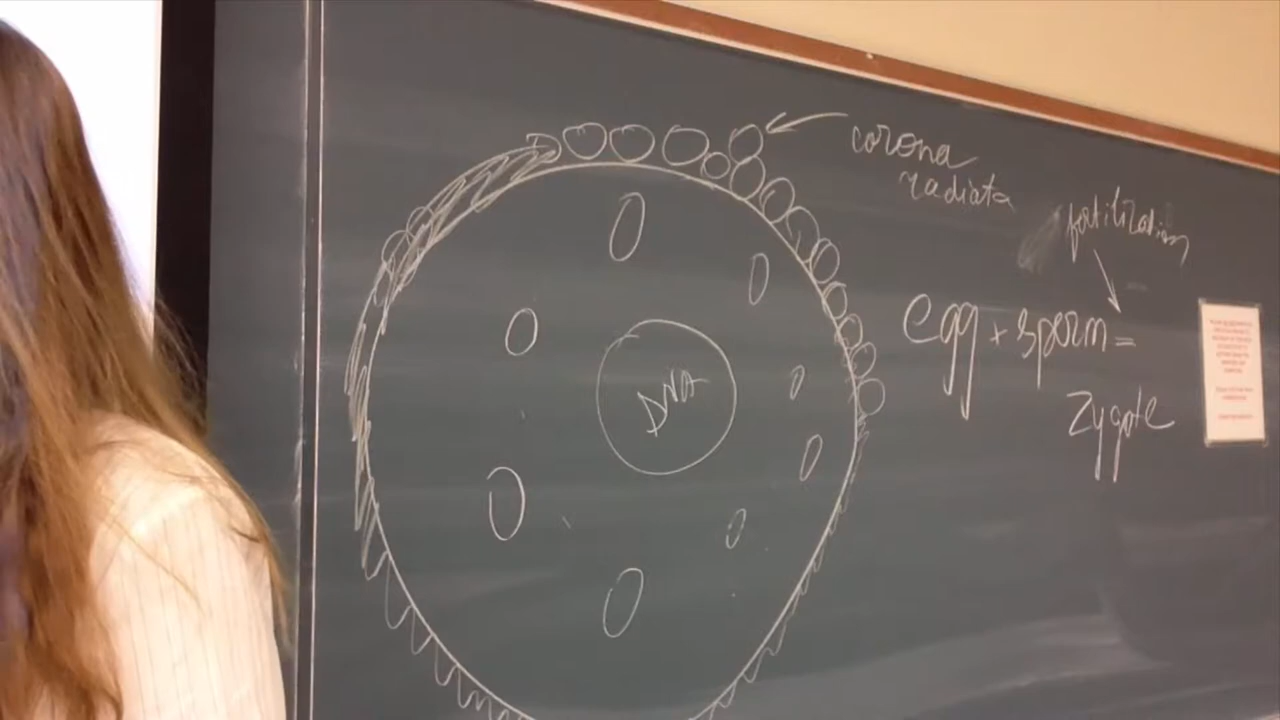 corona
radiata
fertilization
egg + sperm =
zygote
DNA